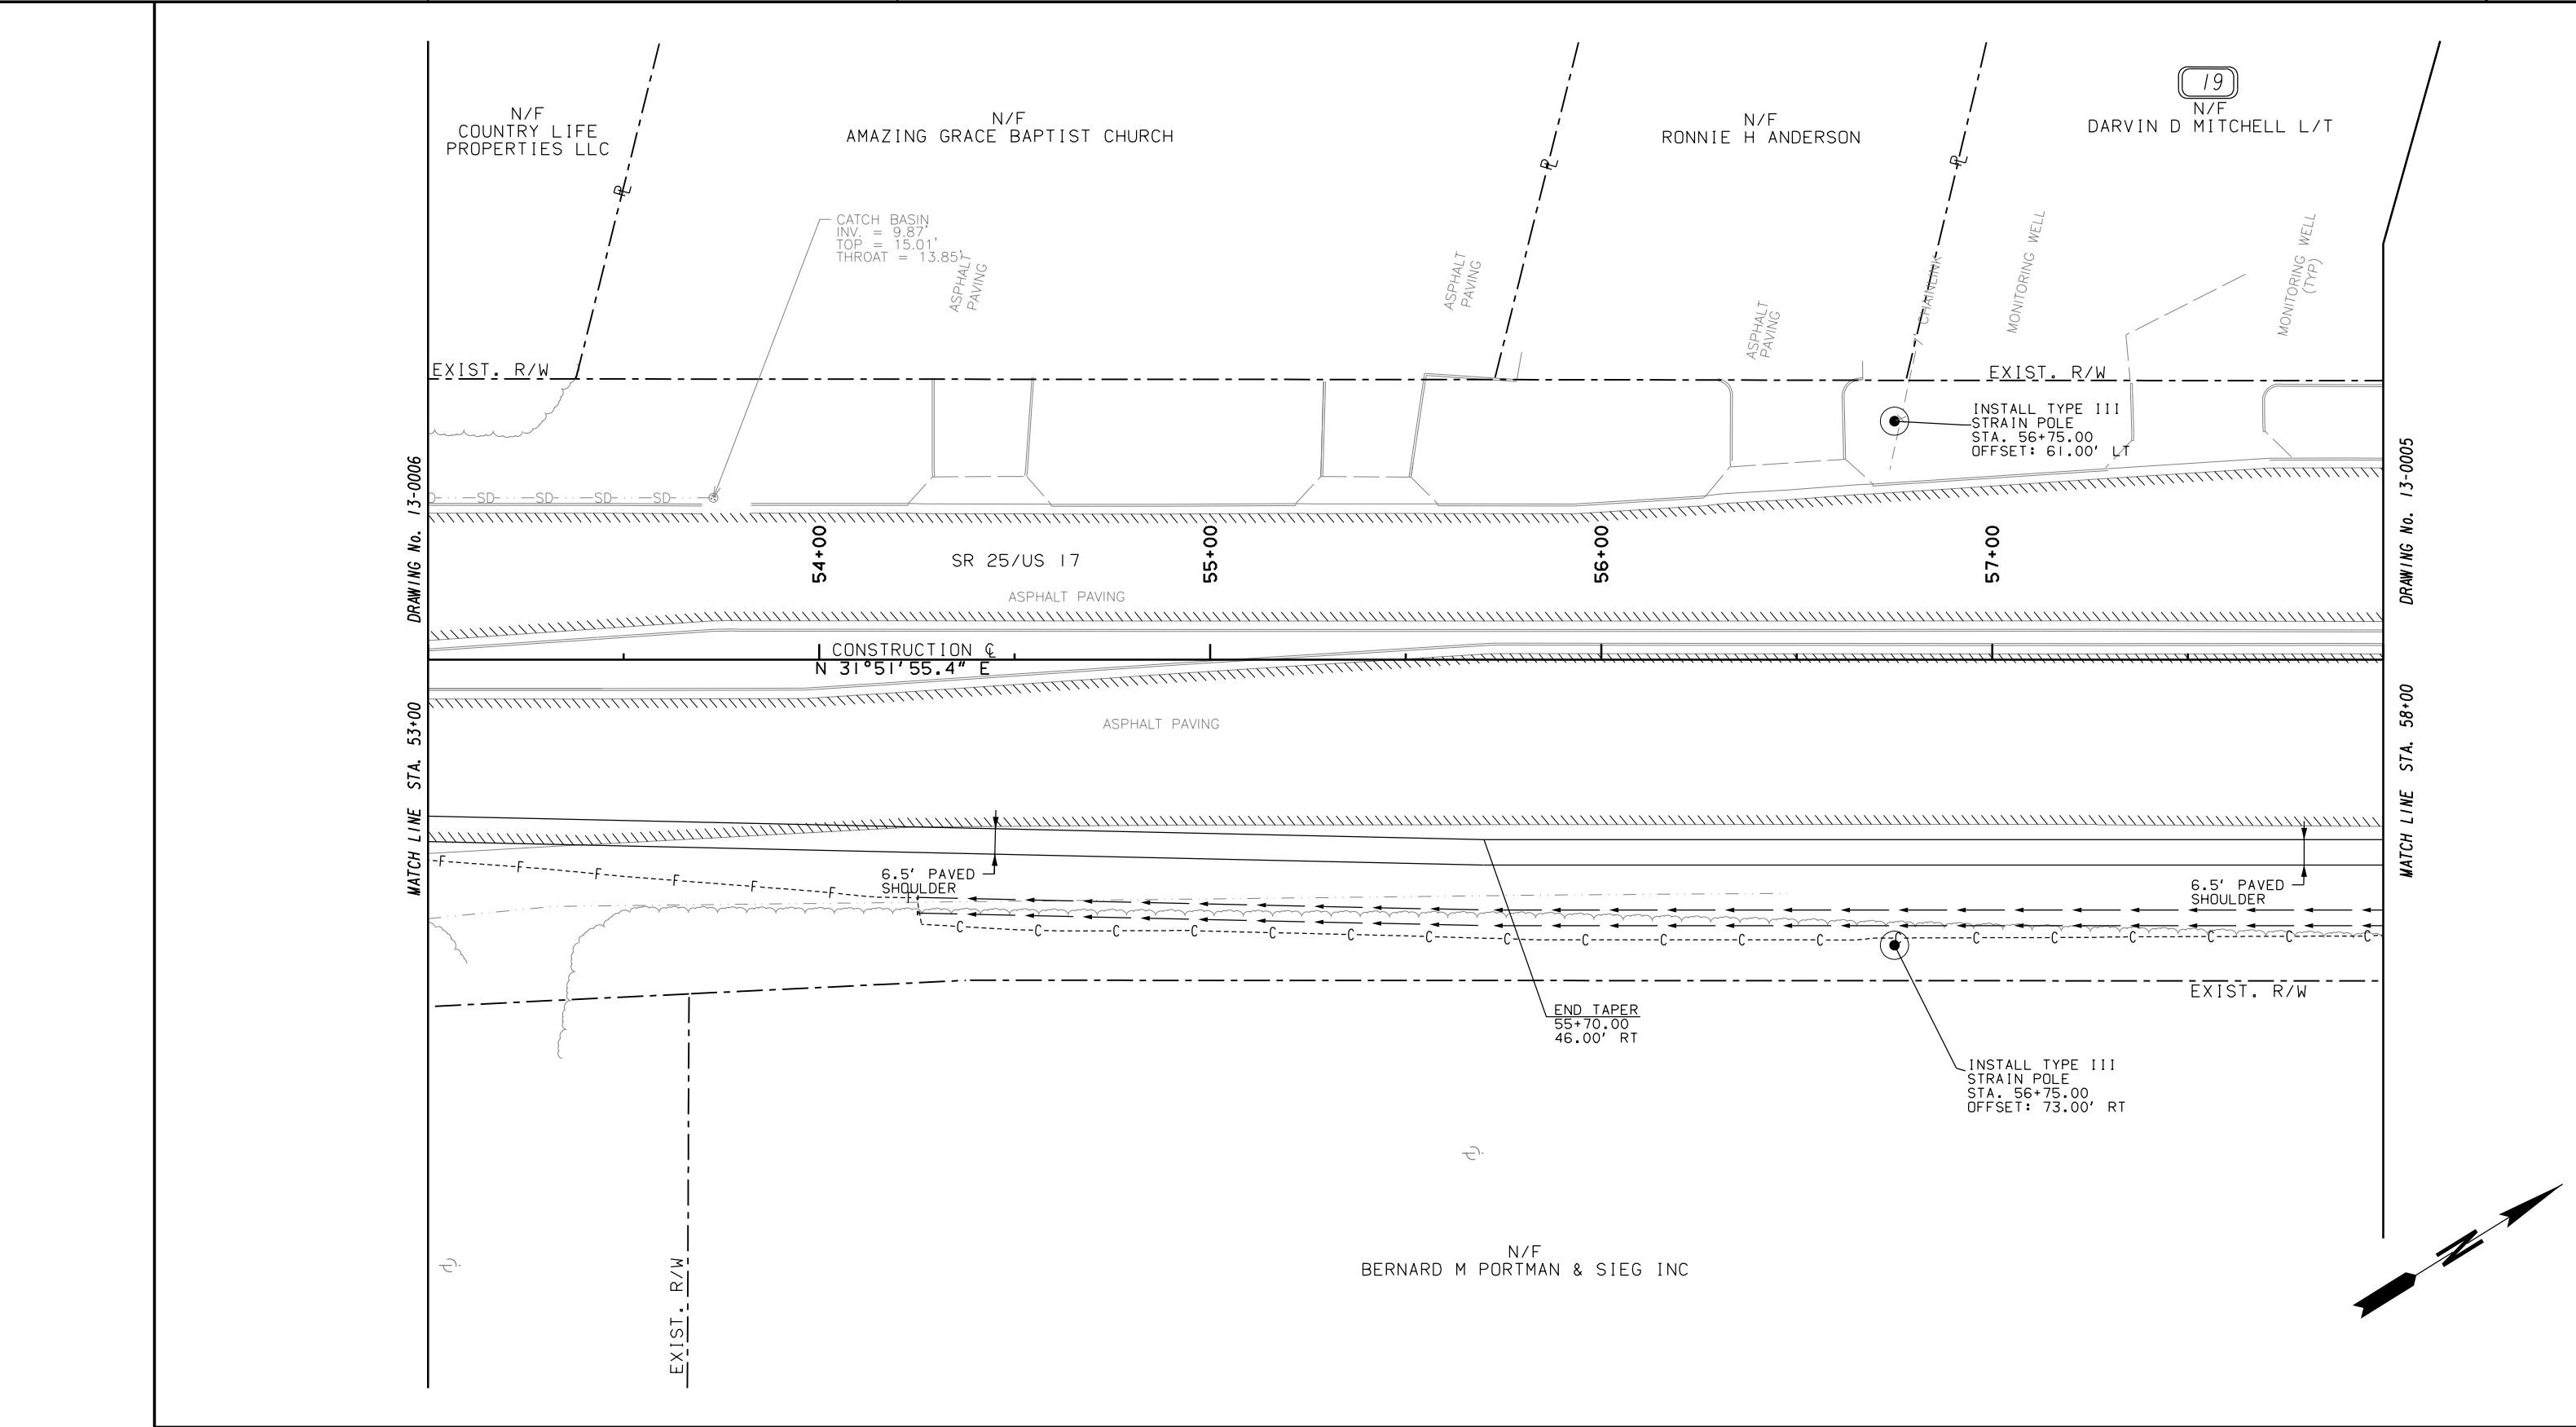 N/F
COUNTRY LIFE
PROPERTIES LLC
N/F
AMAZING GRACE BAPTIST CHURCH
N/F
RONNIE H ANDERSON
19
N/F
DARVIN D MITCHELL L/T
CATCH BASIN
INV. = 9.87'
TOP = 15.01'
THROAT = 13.85'
ASPHALT
PAVING
ASPHALT
PAVING
ASPHALT
PAVING
7' CHAINLINK
MONITORING WELL
MONITORING WELL
(TYP)
EXIST. R/W
EXIST. R/W
INSTALL TYPE III
STRAIN POLE
STA. 56+75.00
OFFSET: 61.00' LT
SD SD SD SD
DRAWING No. 13-0006
DRAWING No. 13-0005
54+00
55+00
56+00
57+00
SR 25/US 17
ASPHALT PAVING
CONSTRUCTION ℄
N 31°51'55.4" E
ASPHALT PAVING
MATCH LINE STA. 53+00
MATCH LINE STA. 58+00
6.5' PAVED
SHOULDER
6.5' PAVED
SHOULDER
F F F F F F F
C C C C C C C C C C C C C C C C C C C
EXIST. R/W
END TAPER
55+70.00
46.00' RT
INSTALL TYPE III
STRAIN POLE
STA. 56+75.00
OFFSET: 73.00' RT
EXIST. R/W
N/F
BERNARD M PORTMAN & SIEG INC
N